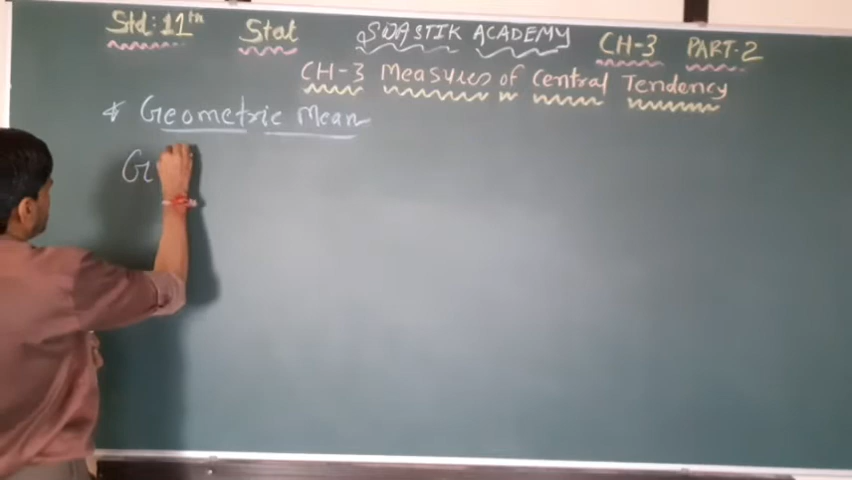 Std: 11th Stat SWASTIK ACADEMY CH-3 PART-2
CH-3 Measures of Central Tendency
* Geometric Mean
G